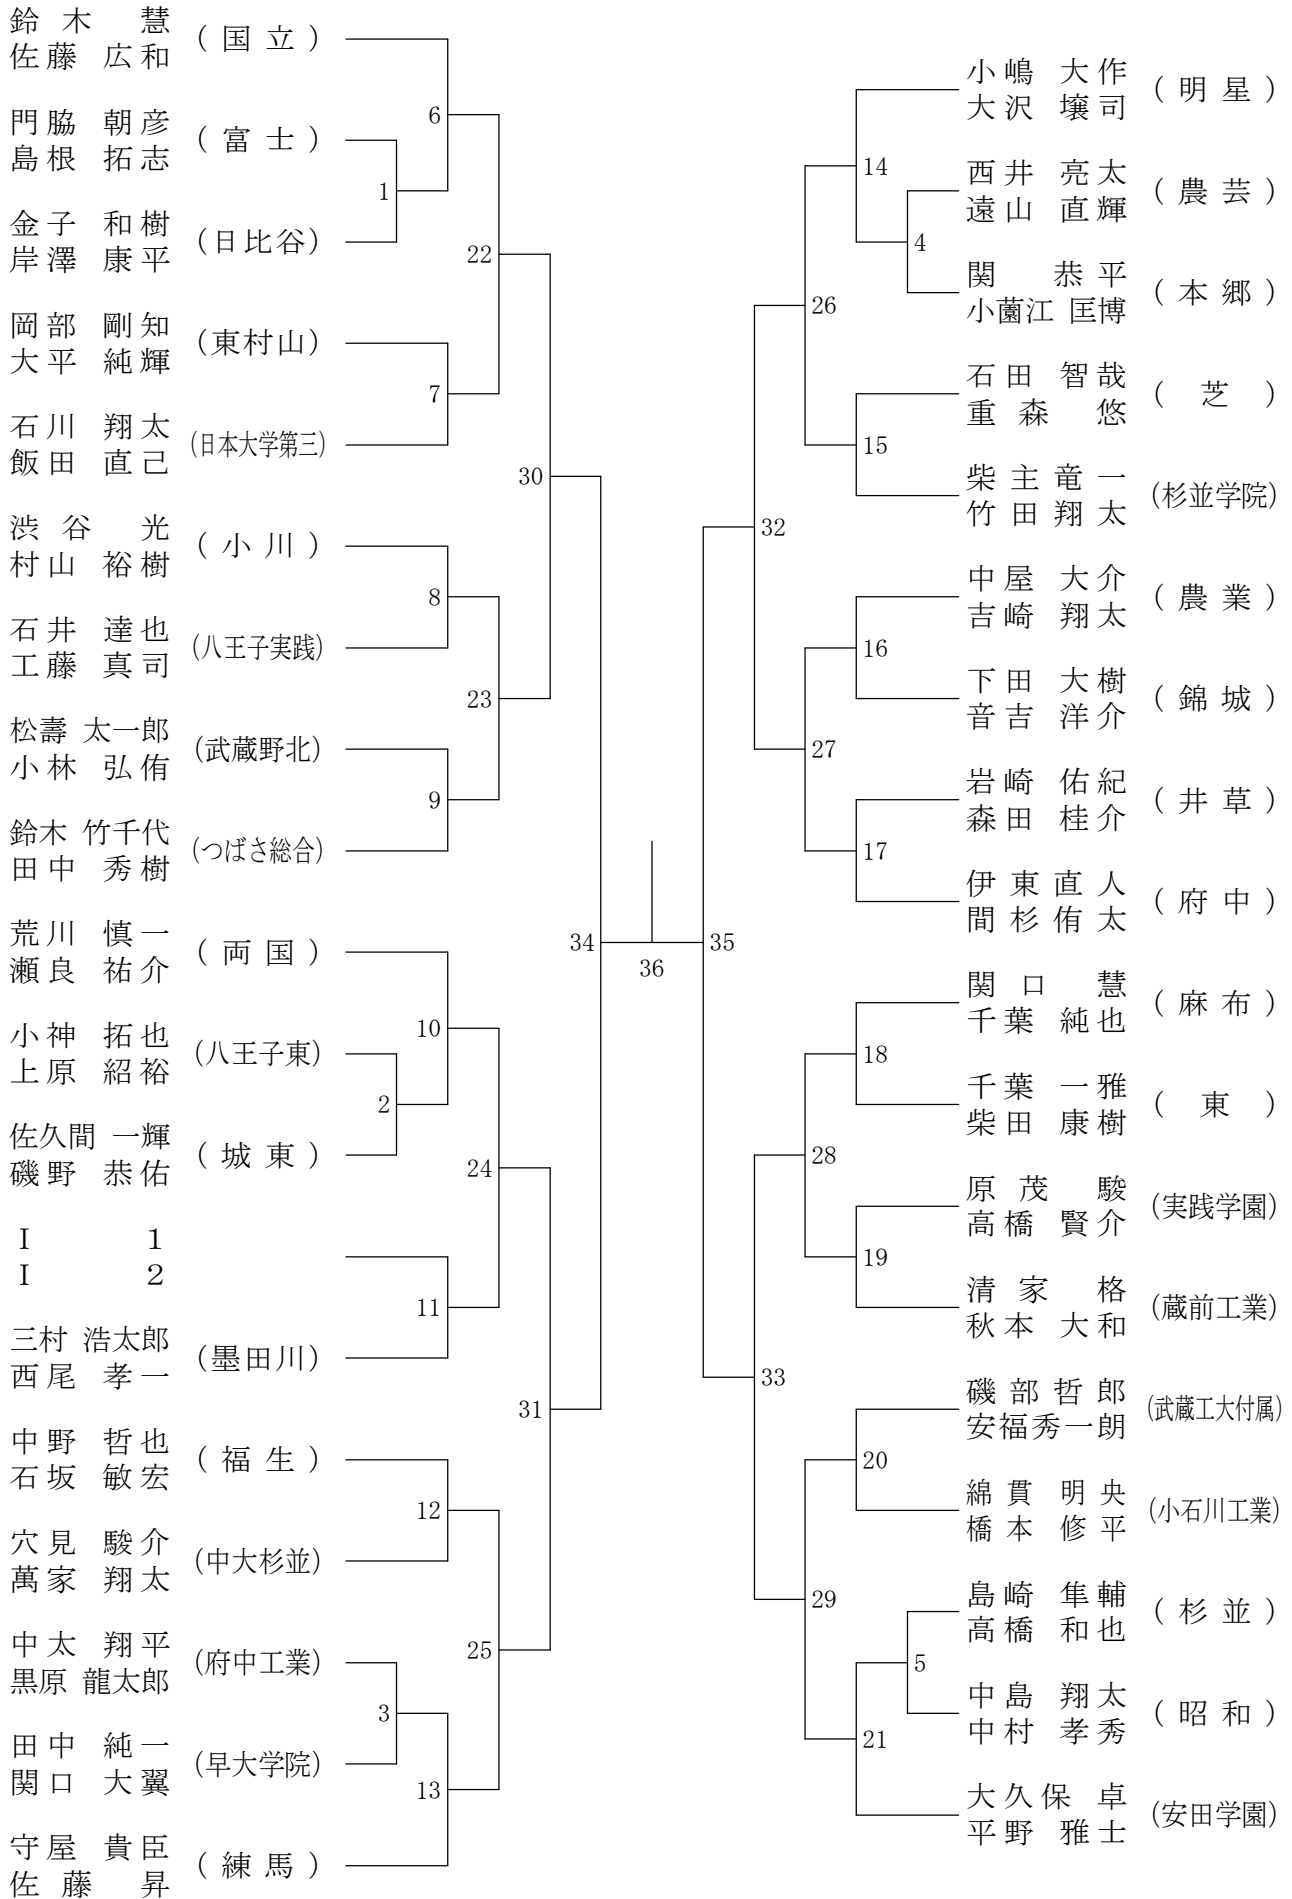 鈴木 慧
佐藤 広和
(国立)
門脇 朝彦
島根 拓志
(富士)
金子 和樹
岸澤 康平
(日比谷)
岡部 剛知
大平 純輝
(東村山)
石川 翔太
飯田 直己
(日本大学第三)
渋谷 光
村山 裕樹
(小川)
石井 達也
工藤 真司
(八王子実践)
松壽 太一郎
小林 弘侑
(武蔵野北)
鈴木 竹千代
田中 秀樹
(つばさ総合)
荒川 慎一
瀬良 祐介
(両国)
小神 拓也
上原 紹裕
(八王子東)
佐久間 一輝
磯野 恭佑
(城東)
I 1
I 2
三村 浩太郎
西尾 孝一
(墨田川)
中野 哲也
石坂 敏宏
(福生)
穴見 駿介
萬家 翔太
(中大杉並)
中太 翔平
黒原 龍太郎
(府中工業)
田中 純一
関口 大翼
(早大学院)
守屋 貴臣
佐藤 昇
(練馬)
1
2
3
6
7
8
9
10
11
12
13
22
23
24
25
30
31
34
36
35
32
33
26
27
28
29
14
15
16
17
18
19
20
21
4
5
小嶋 大作
大沢 壌司
(明星)
西井 亮太
遠山 直輝
(農芸)
関 恭平
小薗江 匡博
(本郷)
石田 智哉
重森 悠
(芝)
柴主竜一
竹田翔太
(杉並学院)
中屋 大介
吉崎 翔太
(農業)
下田 大樹
音吉 洋介
(錦城)
岩崎 佑紀
森田 桂介
(井草)
伊東直人
間杉侑太
(府中)
関口 慧
千葉 純也
(麻布)
千葉 一雅
柴田 康樹
(東)
原茂 駿
高橋 賢介
(実践学園)
清家 格
秋本 大和
(蔵前工業)
磯部哲郎
安福秀一朗
(武蔵工大付属)
綿貫 明央
橋本 修平
(小石川工業)
島崎 隼輔
高橋 和也
(杉並)
中島 翔太
中村 孝秀
(昭和)
大久保 卓
平野 雅士
(安田学園)